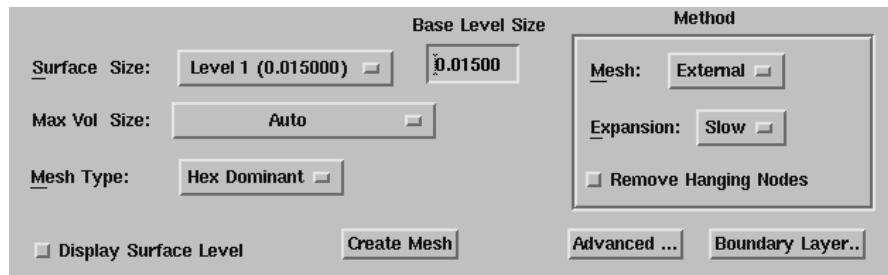 Base Level Size
Method
Surface Size: Level 1 (0.015000) 0.01500
Mesh: External
Max Vol Size: Auto
Expansion: Slow
Mesh Type: Hex Dominant
Remove Hanging Nodes
Display Surface Level
Create Mesh
Advanced ...
Boundary Layer..